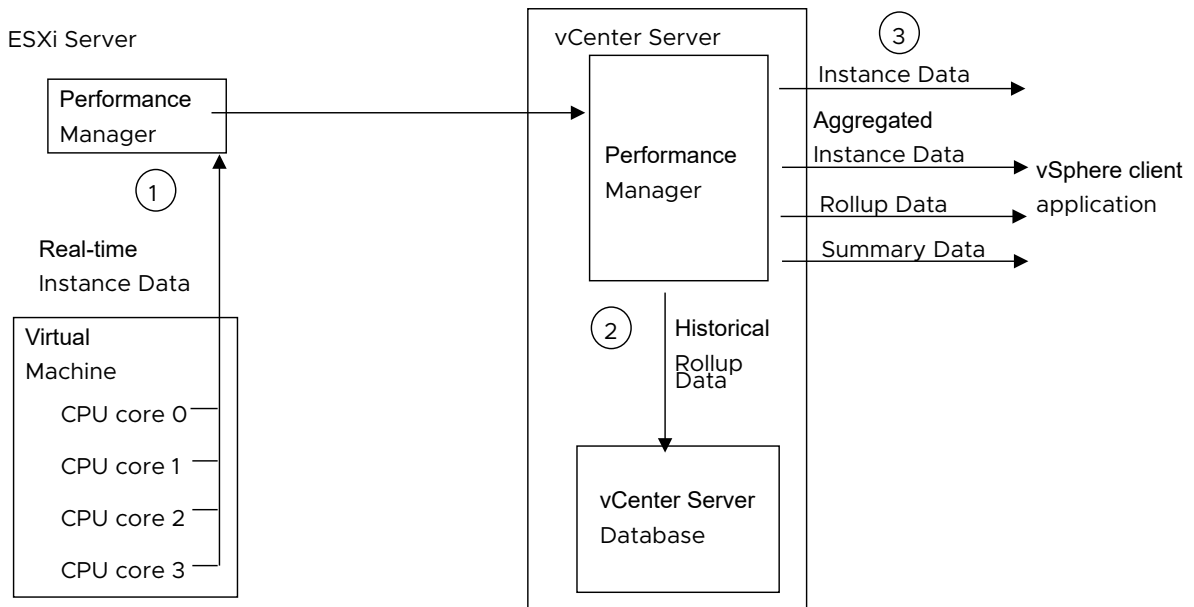 ESXi Server
Performance
Manager
1
Real-time
Instance Data
Virtual
Machine
CPU core 0
CPU core 1
CPU core 2
CPU core 3
vCenter Server
Performance
Manager
2
Historical
Rollup
Data
vCenter Server
Database
3
Instance Data
Aggregated
Instance Data
Rollup Data
Summary Data
vSphere client
application